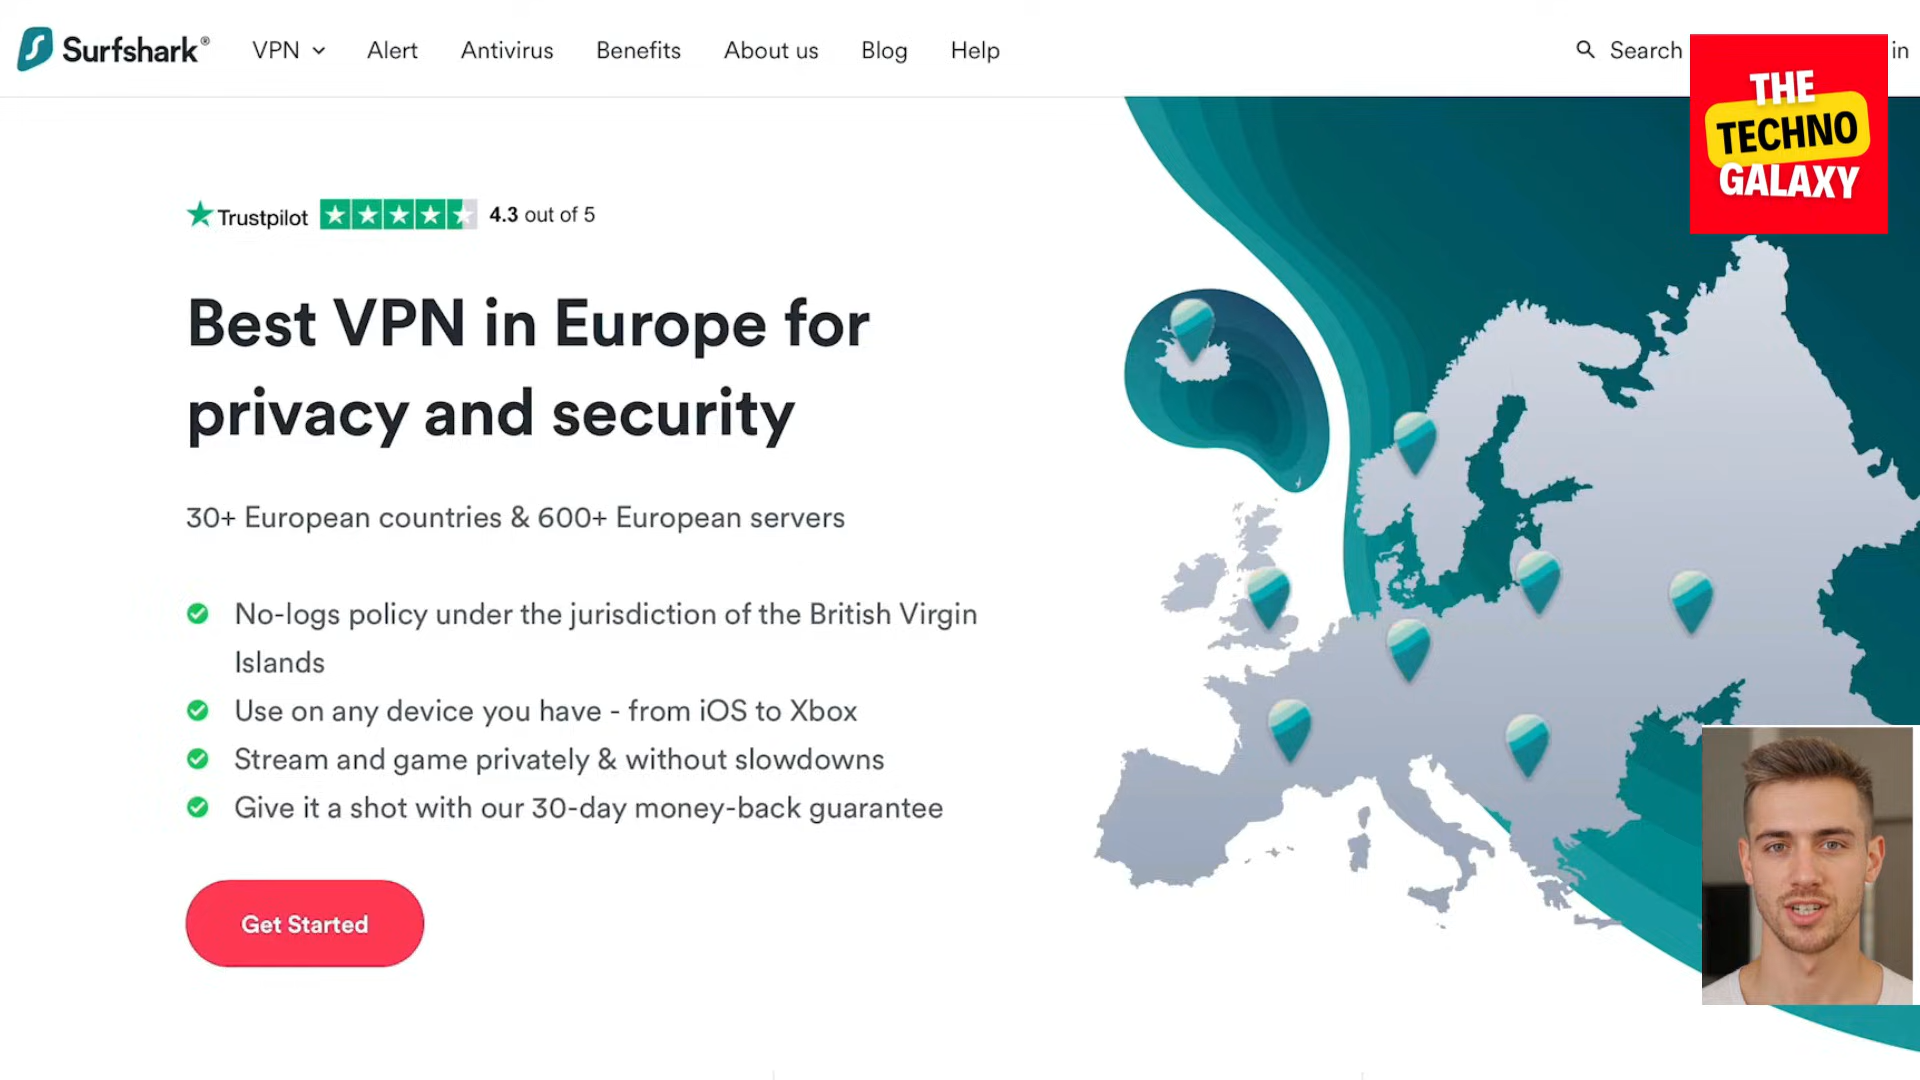 Surfshark®
VPN
Alert
Antivirus
Benefits
About us
Blog
Help
Search
in
THE
TECHNO
GALAXY
Trustpilot
4.3 out of 5
Best VPN in Europe for
privacy and security
30+ European countries & 600+ European servers
No-logs policy under the jurisdiction of the British Virgin
Islands
Use on any device you have - from iOS to Xbox
Stream and game privately & without slowdowns
Give it a shot with our 30-day money-back guarantee
Get Started